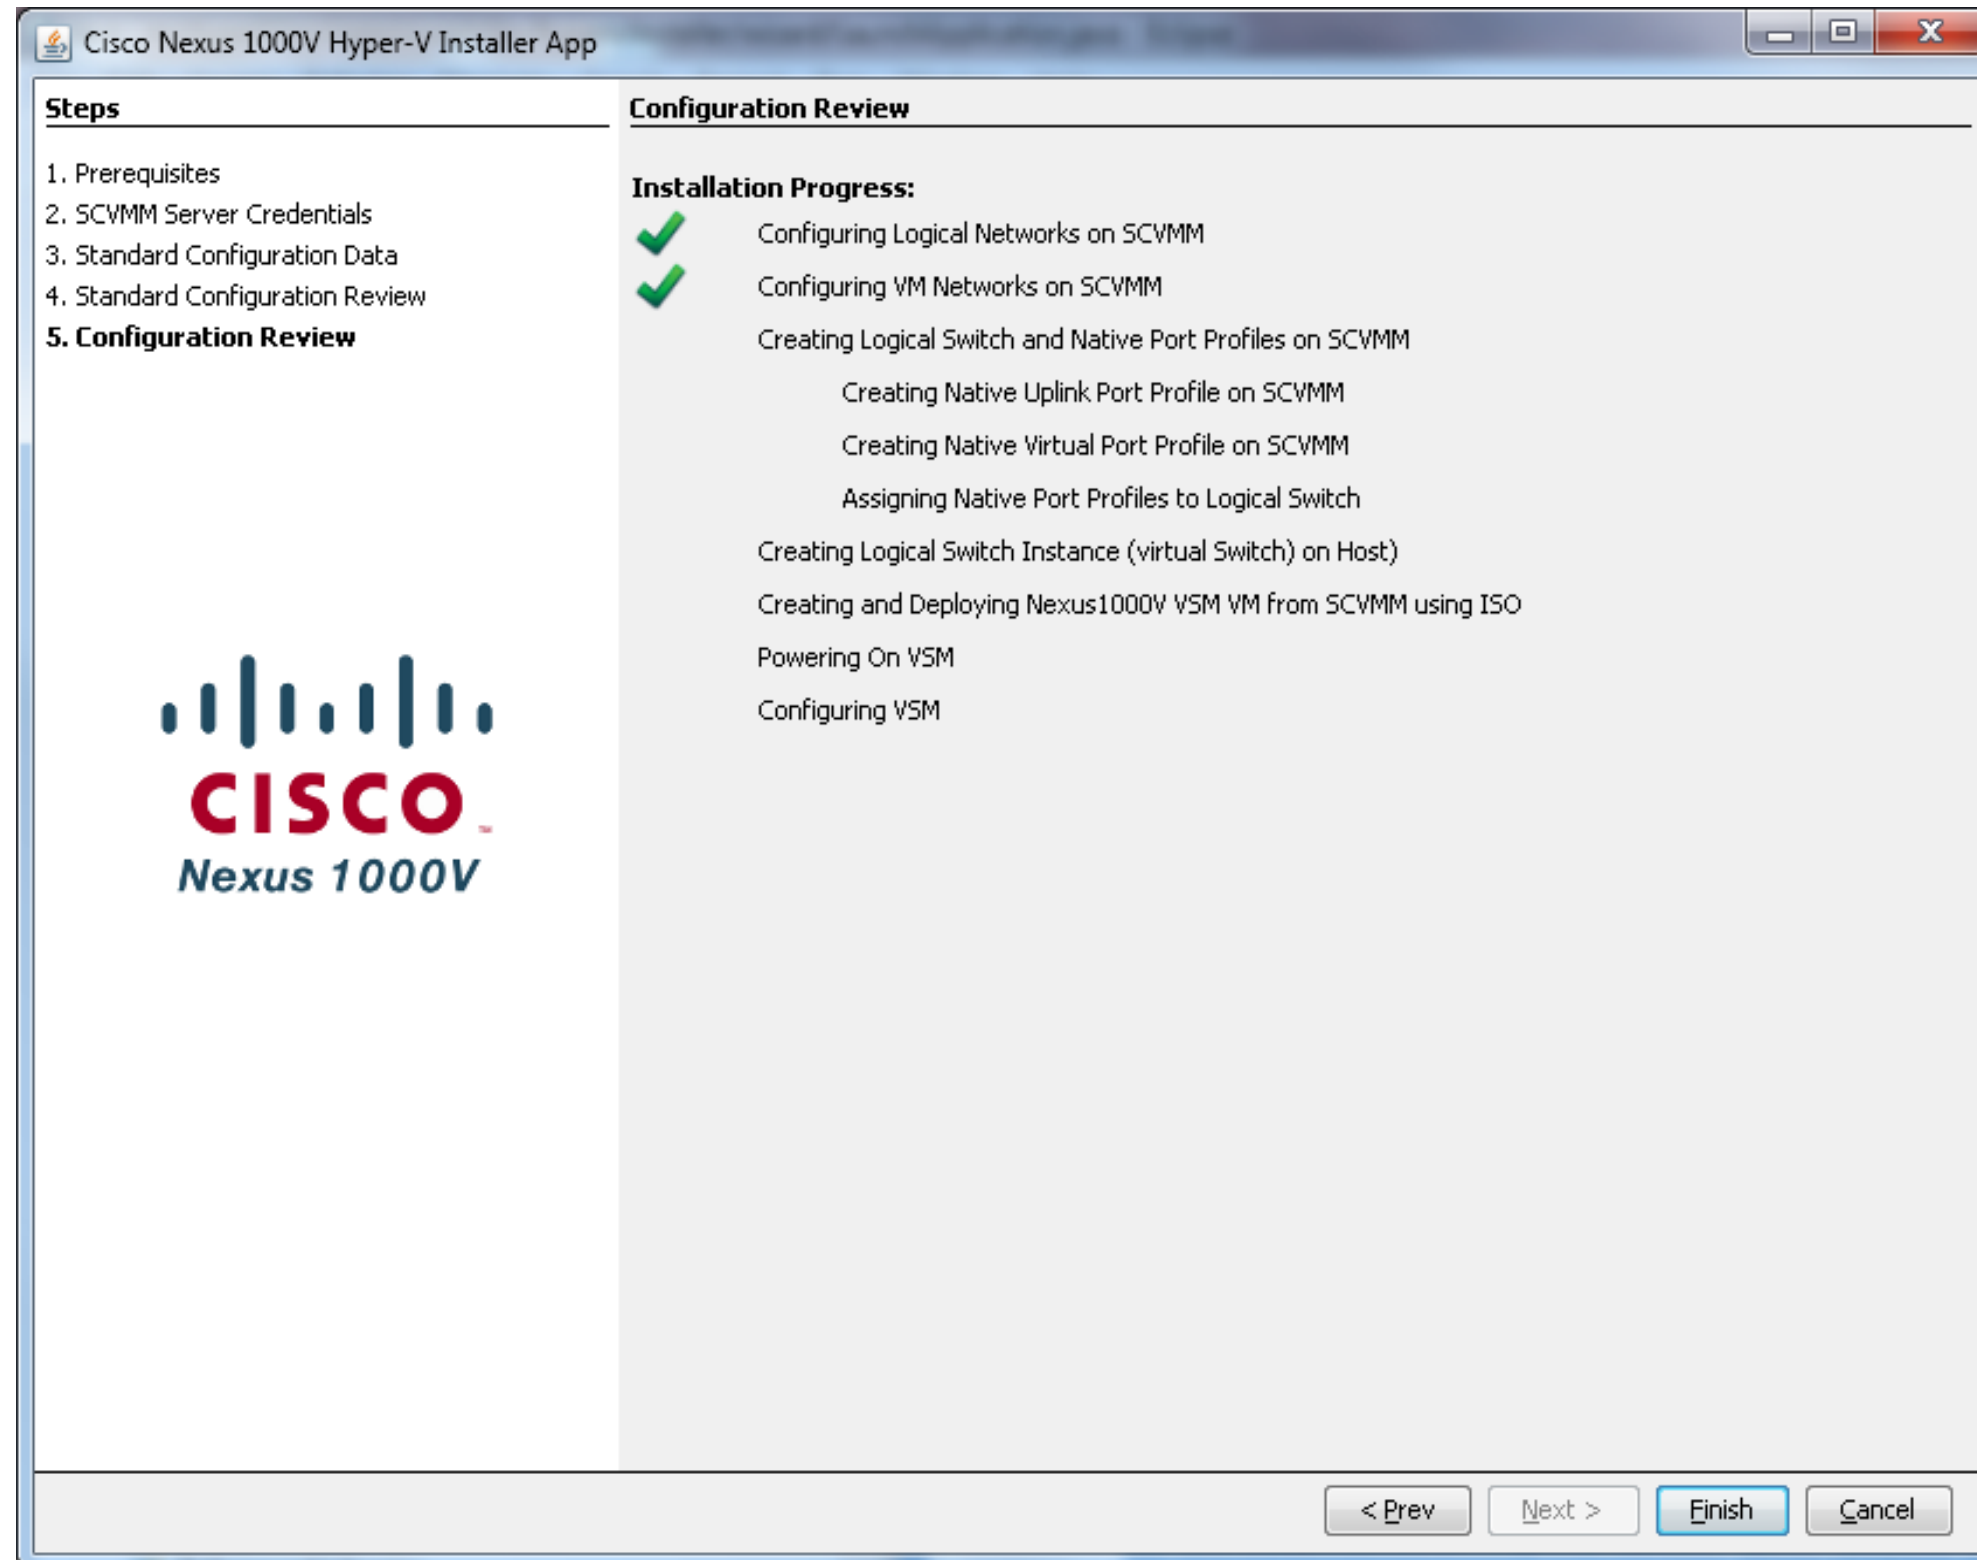 Cisco Nexus 1000V Hyper-V Installer App
Steps
1. Prerequisites
2. SCVMM Server Credentials
3. Standard Configuration Data
4. Standard Configuration Review
5. Configuration Review
CISCO
Nexus 1000V
Configuration Review
Installation Progress:
Configuring Logical Networks on SCVMM
Configuring VM Networks on SCVMM
Creating Logical Switch and Native Port Profiles on SCVMM
Creating Native Uplink Port Profile on SCVMM
Creating Native Virtual Port Profile on SCVMM
Assigning Native Port Profiles to Logical Switch
Creating Logical Switch Instance (virtual Switch) on Host)
Creating and Deploying Nexus1000V VSM VM from SCVMM using ISO
Powering On VSM
Configuring VSM
< Prev
Next >
Finish
Cancel